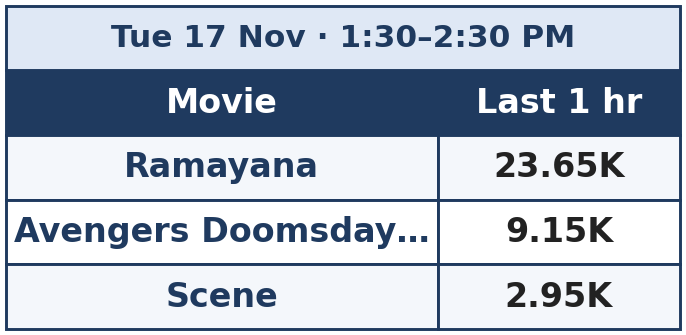 Tue 17 Nov · 1:30–2:30 PM
Movie Last 1 hr
Ramayana 23.65K
Avengers Doomsday... 9.15K
Scene 2.95K